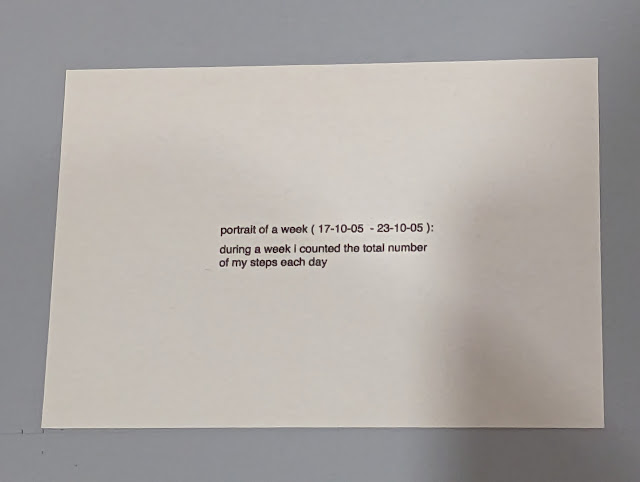 portrait of a week ( 17-10-05  - 23-10-05 ):
during a week i counted the total number
of my steps each day